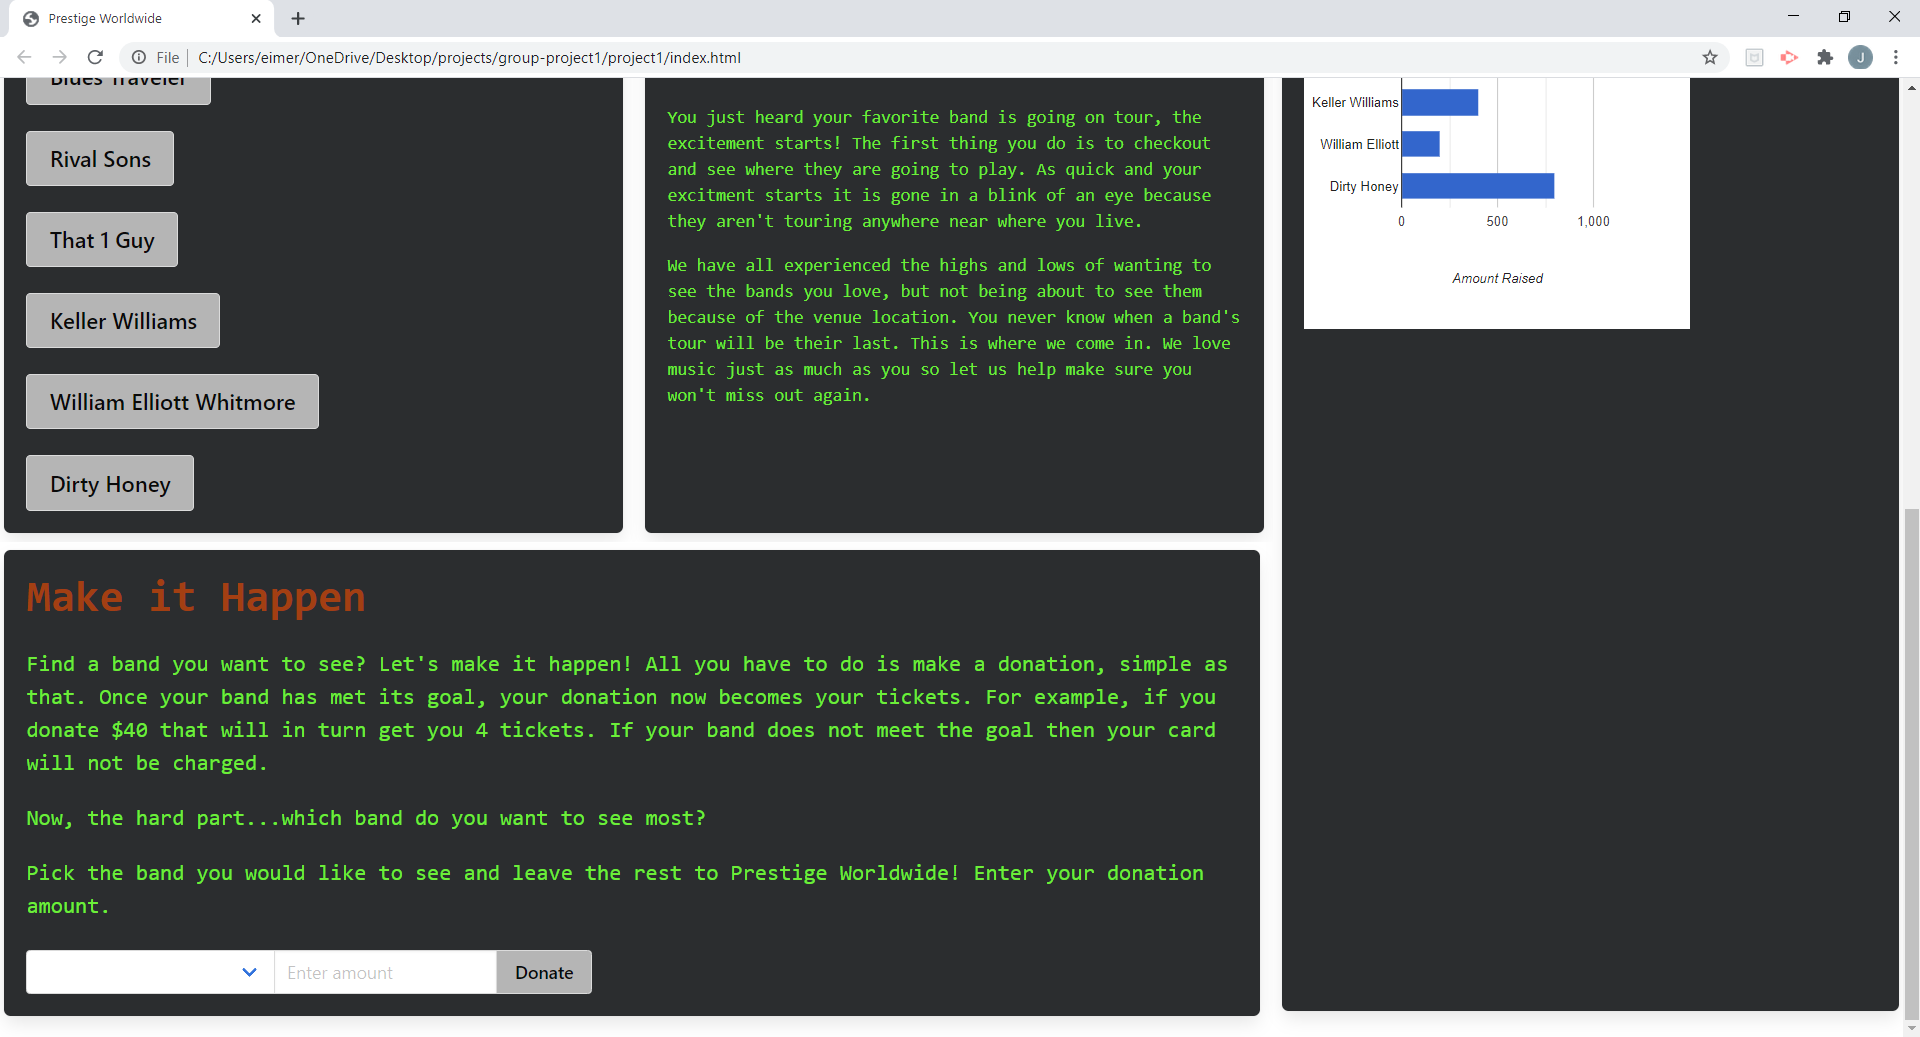 Prestige Worldwide
File
C:/Users/eimer/OneDrive/Desktop/projects/group-project1/project1/index.html
J
Blues Traveler
Rival Sons
That 1 Guy
Keller Williams
William Elliott Whitmore
Dirty Honey
You just heard your favorite band is going on tour, the
excitement starts! The first thing you do is to checkout
and see where they are going to play. As quick and your
excitment starts it is gone in a blink of an eye because
they aren't touring anywhere near where you live.
We have all experienced the highs and lows of wanting to
see the bands you love, but not being about to see them
because of the venue location. You never know when a band's
tour will be their last. This is where we come in. We love
music just as much as you so let us help make sure you
won't miss out again.
Keller Williams
William Elliott
Dirty Honey
0 500 1,000
Amount Raised
Make it Happen
Find a band you want to see? Let's make it happen! All you have to do is make a donation, simple as
that. Once your band has met its goal, your donation now becomes your tickets. For example, if you
donate $40 that will in turn get you 4 tickets. If your band does not meet the goal then your card
will not be charged.
Now, the hard part...which band do you want to see most?
Pick the band you would like to see and leave the rest to Prestige Worldwide! Enter your donation
amount.
Enter amount
Donate